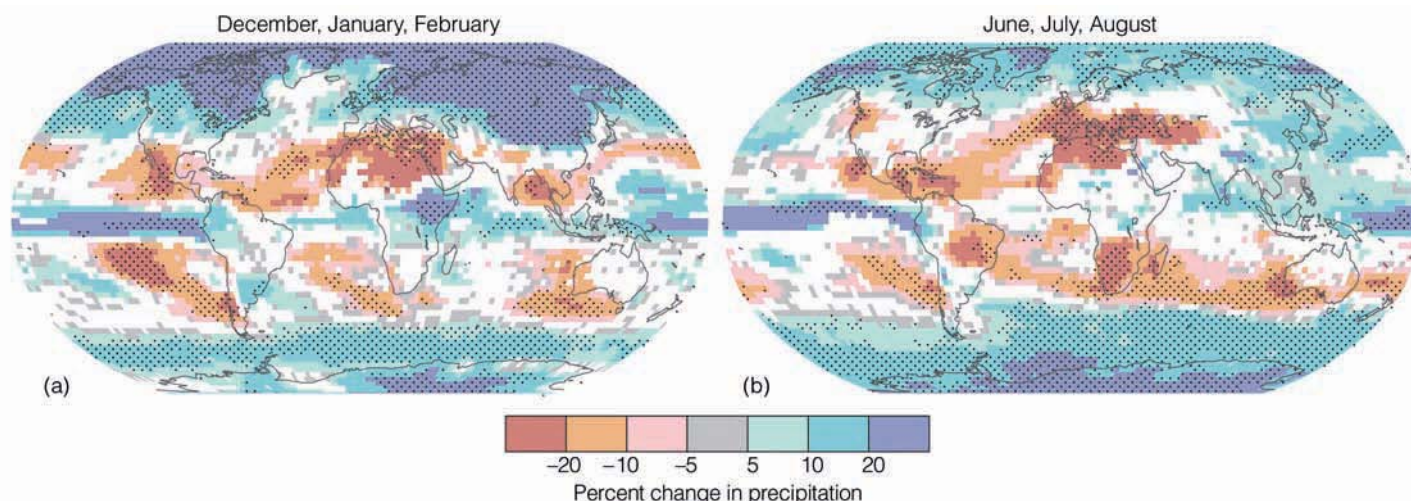 December, January, February
June, July, August
(a)
(b)
−20 −10 −5 5 10 20
Percent change in precipitation